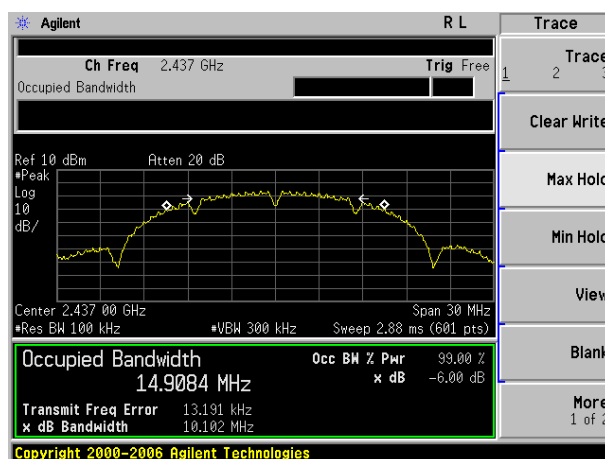 Agilent R L Trace
Ch Freq 2.437 GHz Trig Free
Occupied Bandwidth
Trace
1 2 3
Clear Write
Max Hold
Min Hold
View
Blank
More
1 of 2
Ref 10 dBm Atten 20 dB
#Peak
Log
10
dB/
Center 2.437 00 GHz Span 30 MHz
#Res BW 100 kHz #VBW 300 kHz Sweep 2.88 ms (601 pts)
Occupied Bandwidth Occ BW % Pwr 99.00 %
14.9084 MHz x dB -6.00 dB
Transmit Freq Error 13.191 kHz
x dB Bandwidth 10.102 MHz
Copyright 2000-2006 Agilent Technologies